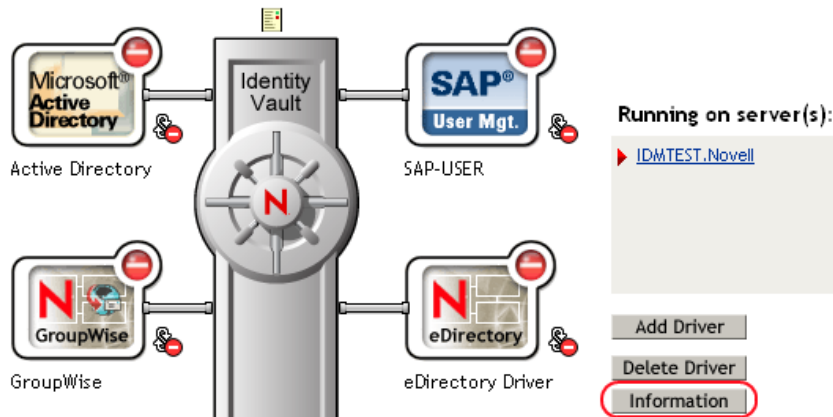 Microsoft®
Active
Directory
Active Directory
Identity
Vault
N
SAP®
User Mgt.
SAP-USER
Running on server(s):
IDMTEST.Novell
N
GroupWise
GroupWise
N
eDirectory
eDirectory Driver
Add Driver
Delete Driver
Information